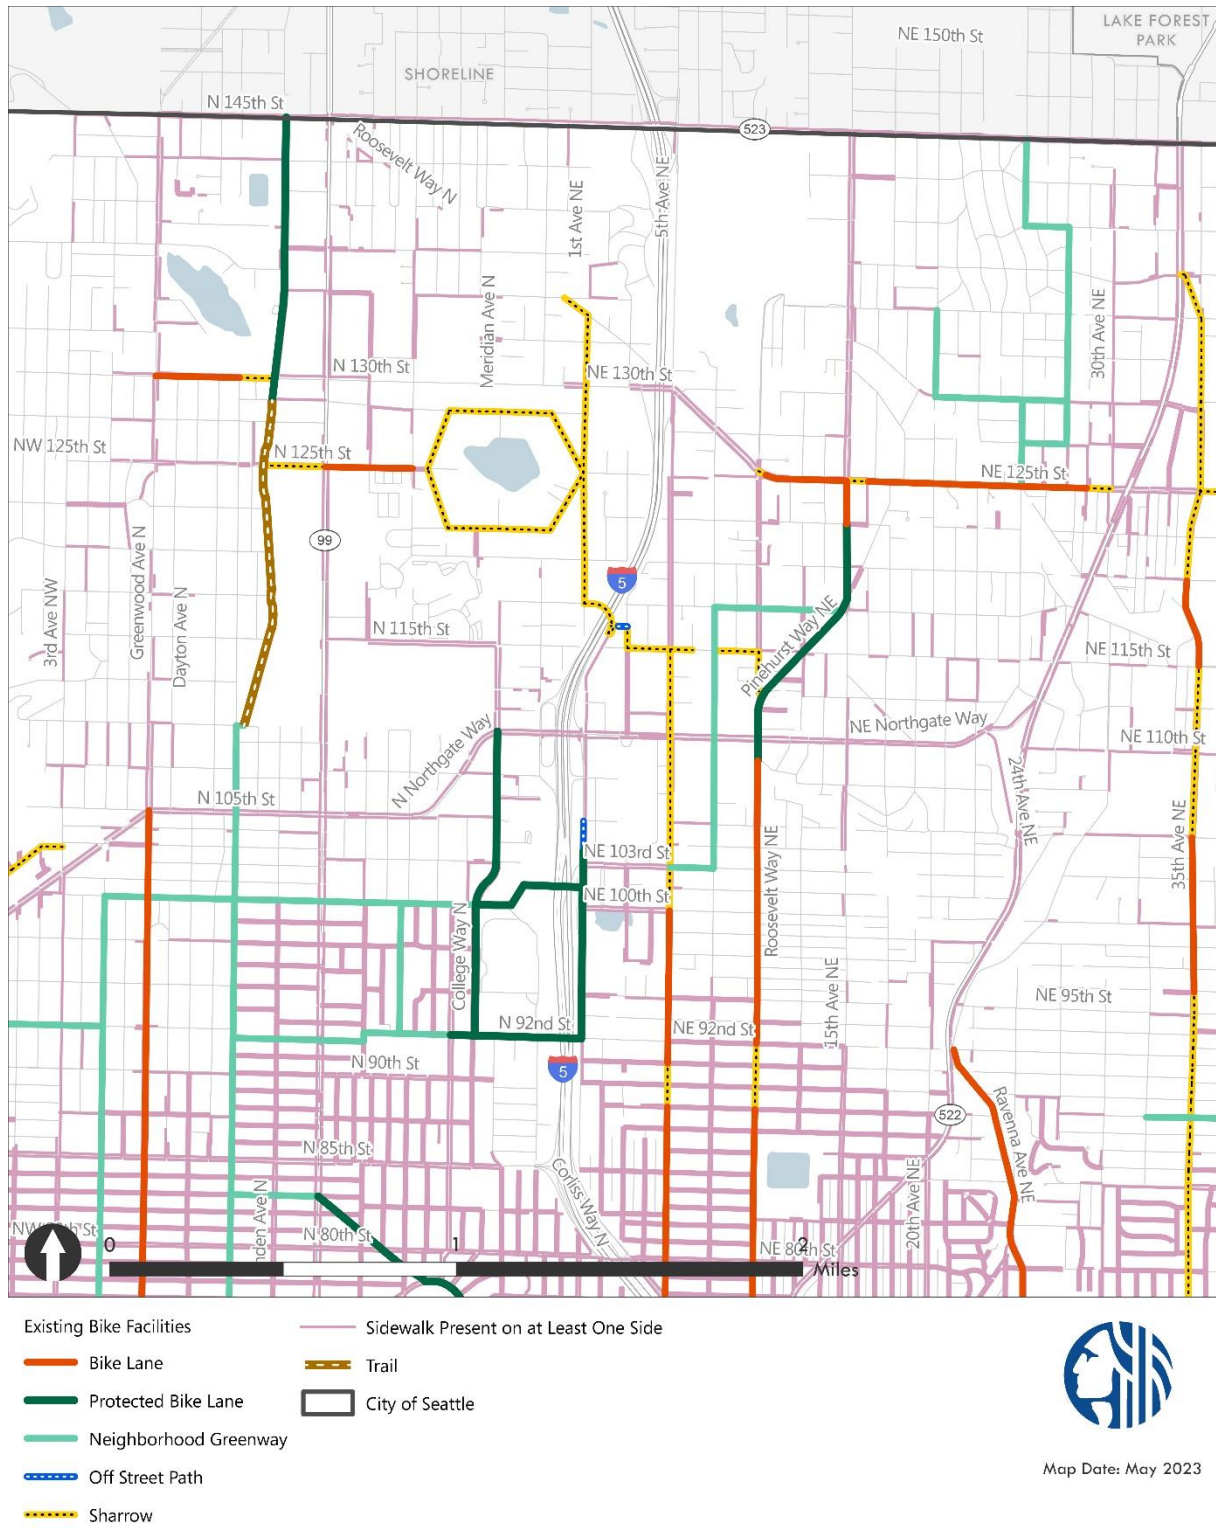 LAKE FOREST
PARK
NE 150th St
SHORELINE
N 145th St
523
Roosevelt Way N
1st Ave NE
5th Ave NE
Meridian Ave N
30th Ave NE
N 130th St
NE 130th St
NW 125th St
N 125th St
NE 125th St
99
5
3rd Ave NW
Greenwood Ave N
Dayton Ave N
N 115th St
Pinehurst Way NE
NE 115th St
N Northgate Way
NE Northgate Way
NE 110th St
N 105th St
24th Ave NE
35th Ave NE
NE 103rd St
NE 100th St
Roosevelt Way NE
College Way N
15th Ave NE
NE 95th St
N 92nd St
NE 92nd St
N 90th St
5
522
Ravenna Ave NE
N 85th St
Corliss Way N
20th Ave NE
N 80th St
NE 80th St
0 1 2
Miles
Existing Bike Facilities
Bike Lane
Protected Bike Lane
Neighborhood Greenway
Off Street Path
Sharrow
Sidewalk Present on at Least One Side
Trail
City of Seattle
Map Date: May 2023